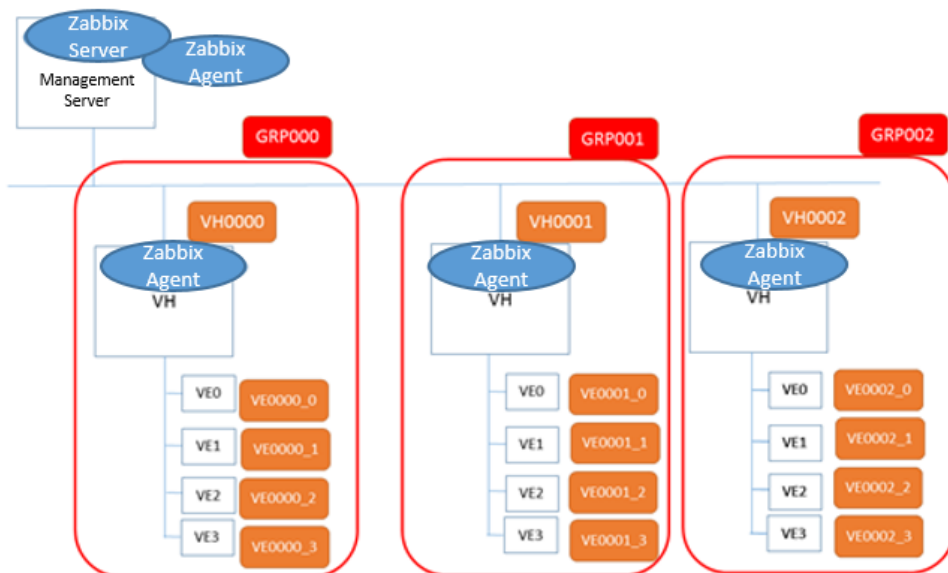 Zabbix
Server
Zabbix
Agent
Management
Server
GRP000
GRP001
GRP002
VH0000
VH0001
VH0002
Zabbix
Agent
VH
Zabbix
Agent
VH
Zabbix
Agent
VH
VE0
VE0000_0
VE1
VE0000_1
VE2
VE0000_2
VE3
VE0000_3
VE0
VE0001_0
VE1
VE0001_1
VE2
VE0001_2
VE3
VE0001_3
VE0
VE0002_0
VE1
VE0002_1
VE2
VE0002_2
VE3
VE0002_3